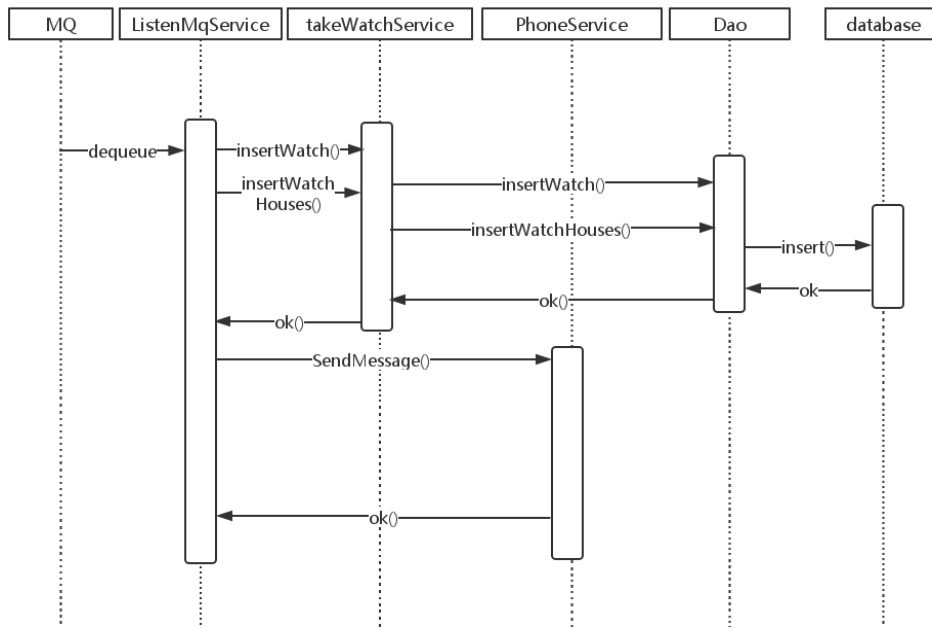 MQ
ListenMqService
takeWatchService
PhoneService
Dao
database
dequeue
insertWatch()
insertWatch
Houses()
insertWatch()
insertWatchHouses()
insert()
ok
ok()
ok()
SendMessage()
ok()